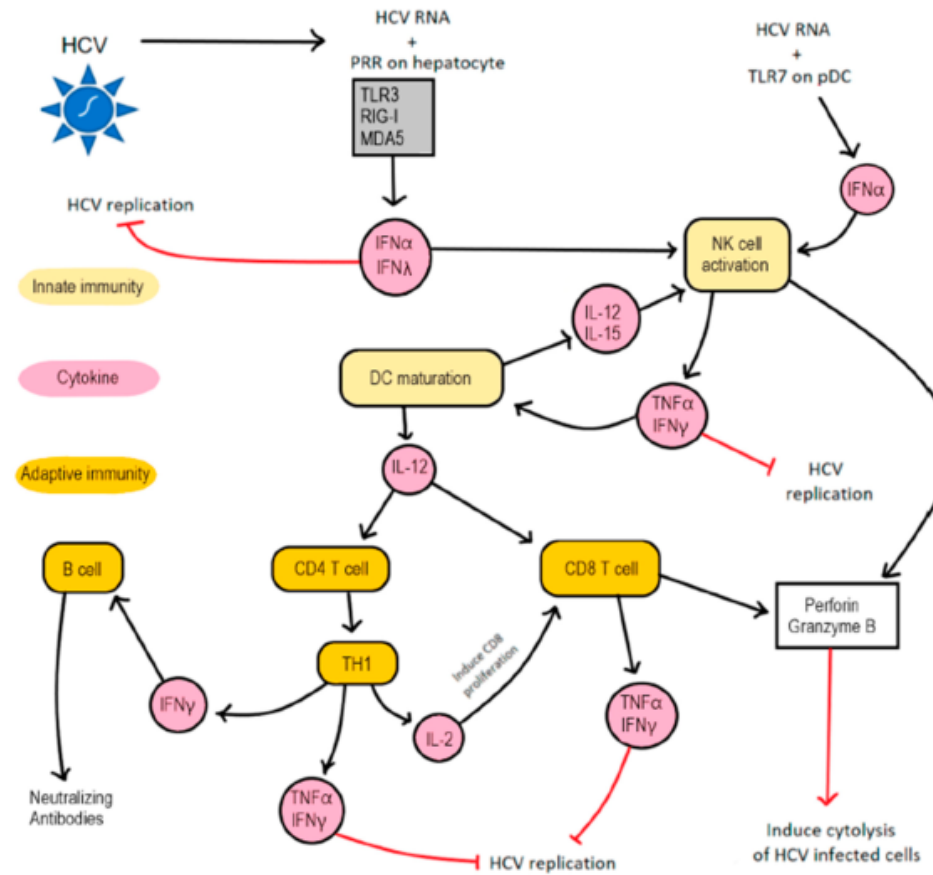 HCV
HCV RNA
+
PRR on hepatocyte
HCV RNA
+
TLR7 on pDC
TLR3
RIG-I
MDA5
HCV replication
IFNα
IFNλ
IFNα
NK cell
activation
Innate immunity
IL-12
IL-15
Cytokine
DC maturation
TNFα
IFNγ
Adaptive immunity
IL-12
HCV
replication
B cell
CD4 T cell
CD8 T cell
Perforin
Granzyme B
TH1
Induce CD8
proliferation
IFNγ
IL-2
TNFα
IFNγ
Neutralizing
Antibodies
TNFα
IFNγ
HCV replication
Induce cytolysis
of HCV infected cells